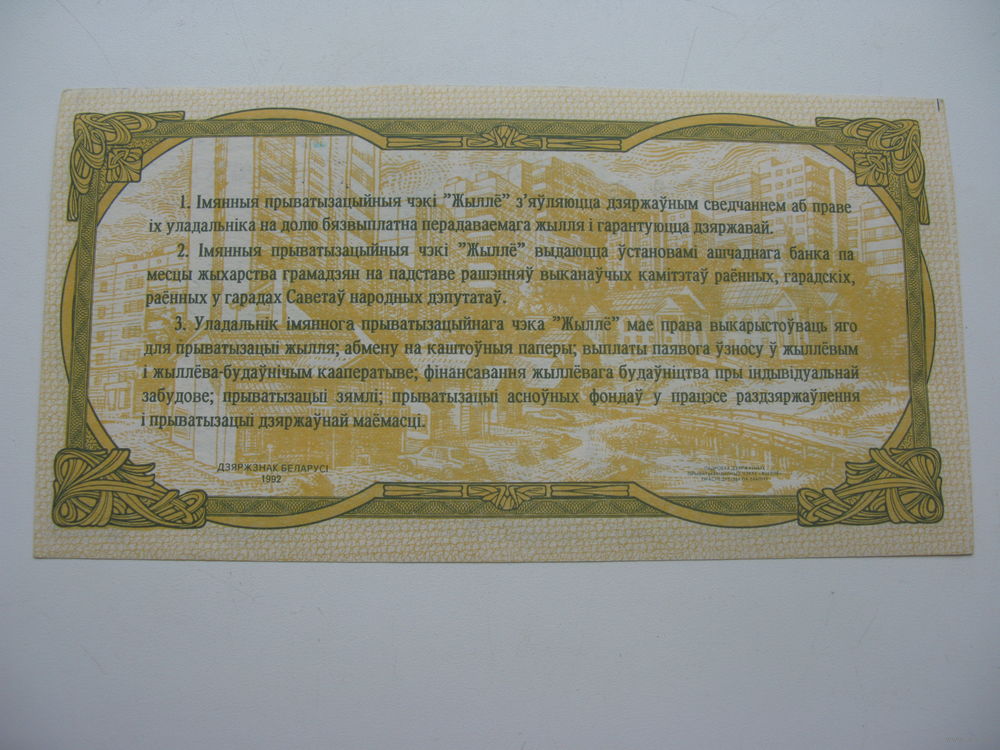 1. Імянныя прыватызацыйныя чэкі ”Жыллё” з’яўляюцца дзяржаўным сведчаннем аб праве
іх уладальніка на долю бязвыплатна перадаваемага жылля і гарантуюцца дзяржавай.
2. Імянныя прыватызацыйныя чэкі ”Жыллё” выдаюцца ўстановамі ашчаднага банка па
месцы жыхарства грамадзян на падставе рашэнняў выканаўчых камітэтаў раённых, гарадскіх,
раённых у гарадах Саветаў народных дэпутатаў.
3. Уладальнік імяннога прыватызацыйнага чэка ”Жыллё” мае права выкарыстоўваць яго
для прыватызацыі жылля; абмену на каштоўныя паперы; выплаты паявога ўзносу ў жыллёвым
і жыллёва-будаўнічым кааператыве; фінансавання жыллёвага будаўніцтва пры індывідуальнай
забудове; прыватызацыі зямлі; прыватызацыі асноўных фондаў у працэсе раздзяржаўлення
і прыватызацыі дзяржаўнай маёмасці.
ДЗЯРЖЗНАК БЕЛАРУСІ
1992